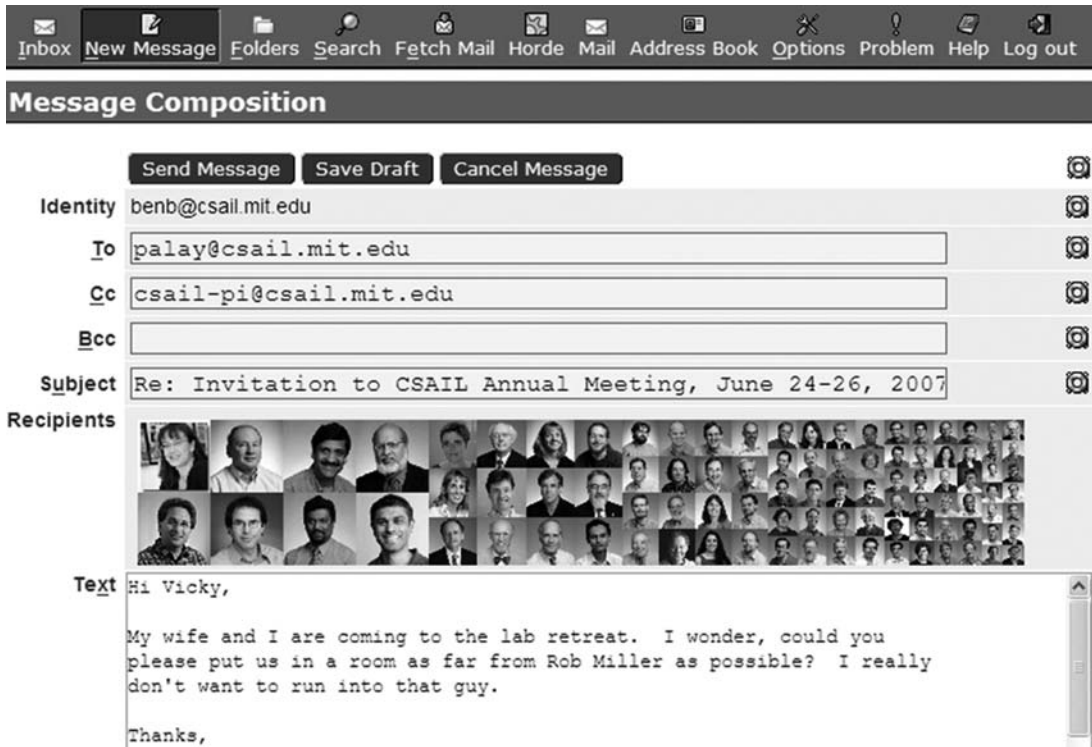 Inbox New Message Folders Search Fetch Mail Horde Mail Address Book Options Problem Help Log out
Message Composition
Send Message Save Draft Cancel Message
Identity benb@csail.mit.edu
To palay@csail.mit.edu
Cc csail-pi@csail.mit.edu
Bcc
Subject Re: Invitation to CSAIL Annual Meeting, June 24-26, 2007
Recipients
Text Hi Vicky,
My wife and I are coming to the lab retreat. I wonder, could you
please put us in a room as far from Rob Miller as possible? I really
don't want to run into that guy.
Thanks,